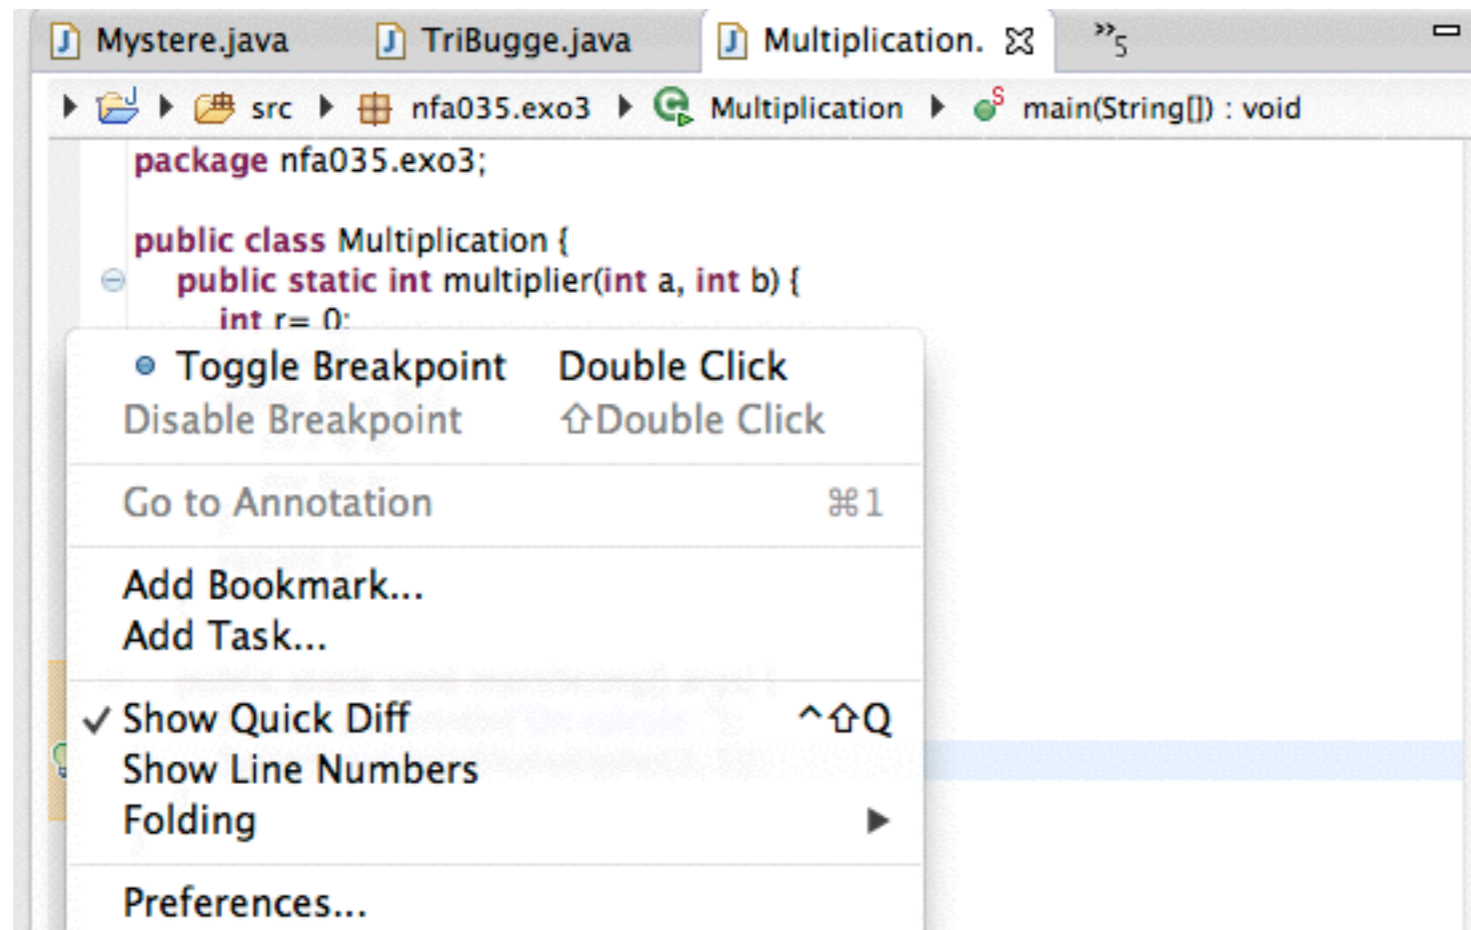 Mystere.java TriBugge.java Multiplication. »5
src nfa035.exo3 Multiplication main(String[]) : void
package nfa035.exo3;
public class Multiplication {
public static int multiplier(int a, int b) {
int r= 0;
Toggle Breakpoint Double Click
Disable Breakpoint ⇧Double Click
Go to Annotation ⌘1
Add Bookmark...
Add Task...
✓ Show Quick Diff ^⇧Q
Show Line Numbers
Folding ▶
Preferences...